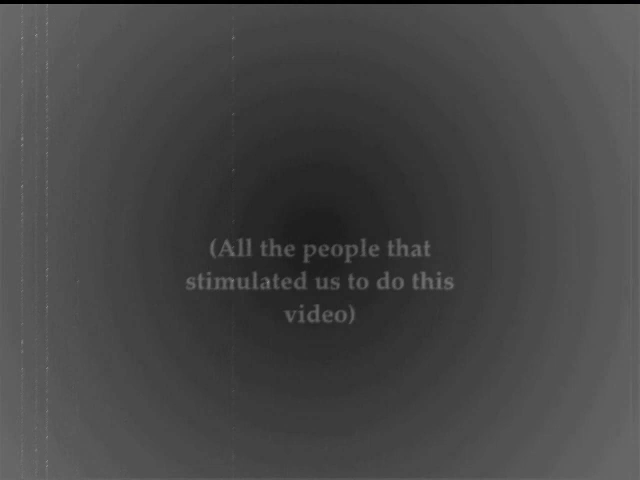 (All the people that
stimulated us to do this
video)